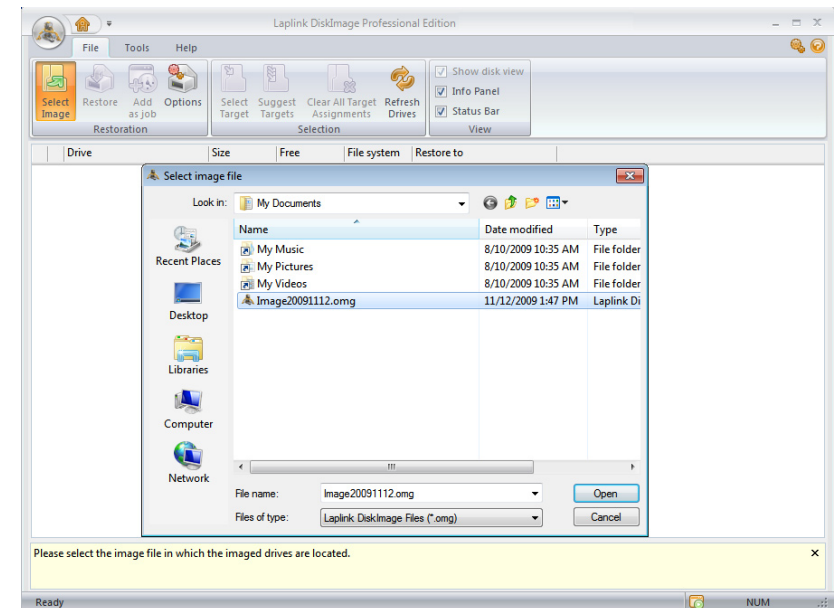 Laplink DiskImage Professional Edition
File Tools Help
Select Image Restore Add as job Options Select Target Suggest Targets Clear All Target Assignments Refresh Drives Show disk view
Info Panel
Status Bar
Restoration Selection View
Drive Size Free File system Restore to
Select image file
Look in: My Documents
Name Date modified Type
My Music 8/10/2009 10:35 AM File folder
My Pictures 8/10/2009 10:35 AM File folder
My Videos 8/10/2009 10:35 AM File folder
Image20091112.omg 11/12/2009 1:47 PM Laplink Di
Recent Places
Desktop
Libraries
Computer
Network
File name: Image20091112.omg Open
Files of type: Laplink DiskImage Files (*.omg) Cancel
Please select the image file in which the imaged drives are located.
Ready NUM